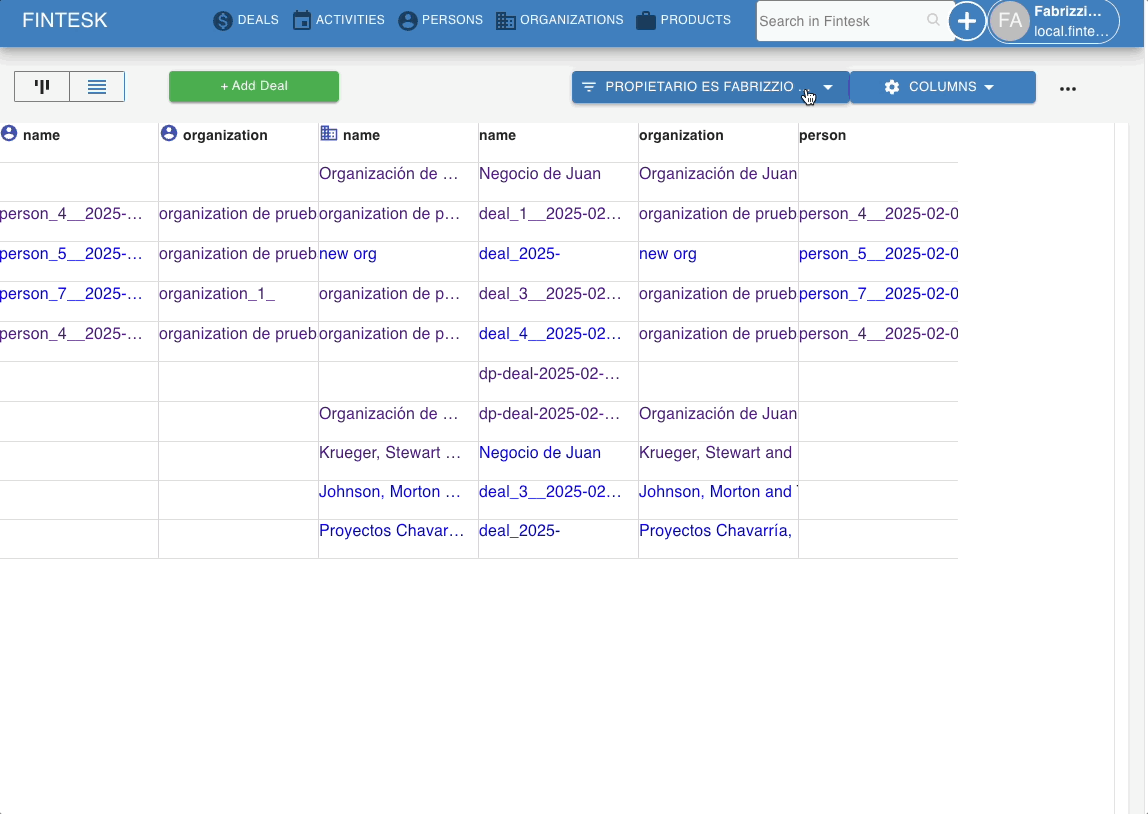 FINTESK DEALS ACTIVITIES PERSONS ORGANIZATIONS PRODUCTS Search in Fintesk FA Fabrizzi...
local.finte...
+ Add Deal PROPIETARIO ES FABRIZZIO COLUMNS
name organization name name organization person
Organización de ... Negocio de Juan Organización de Juan
person_4__2025-... organization de prueb organization de p... deal_1__2025-02... organization de prueb person_4__2025-02-0
person_5__2025-... organization de prueb new org deal_2025- new org person_5__2025-02-0
person_7__2025-... organization_1_ organization de p... deal_3__2025-02... organization de prueb person_7__2025-02-0
person_4__2025-... organization de prueb organization de p... deal_4__2025-02... organization de prueb person_4__2025-02-0
dp-deal-2025-02-...
Organización de ... dp-deal-2025-02-... Organización de Juan
Krueger, Stewart ... Negocio de Juan Krueger, Stewart and
Johnson, Morton ... deal_3__2025-02... Johnson, Morton and
Proyectos Chavar... deal_2025- Proyectos Chavarría,